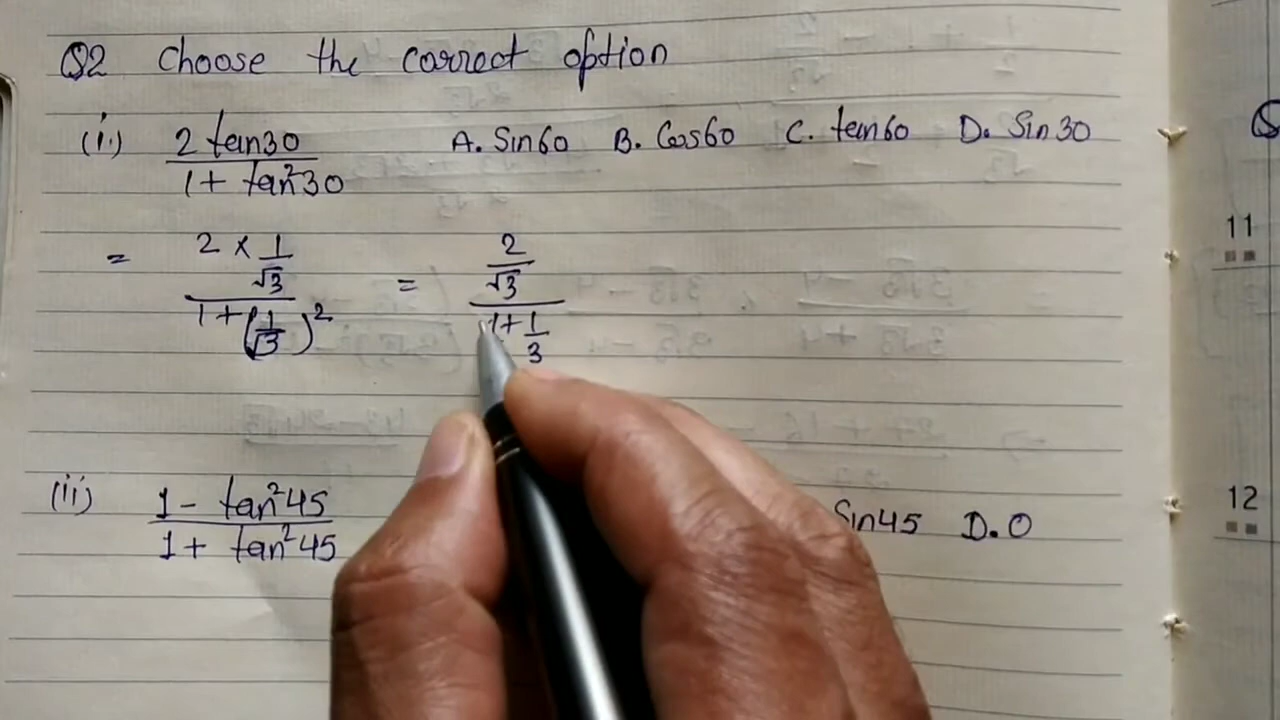 Q2 Choose the correct option
(i) 2 tan30 / 1 + tan²30 A. Sin60 B. Cos60 C. tan60 D. Sin30
= 2 × 1/√3 / 1 + (1/√3)² = 2/√3 / 1 + 1/3
(ii) 1 - tan²45 / 1 + tan²45 Sin45 D. 0
11
12